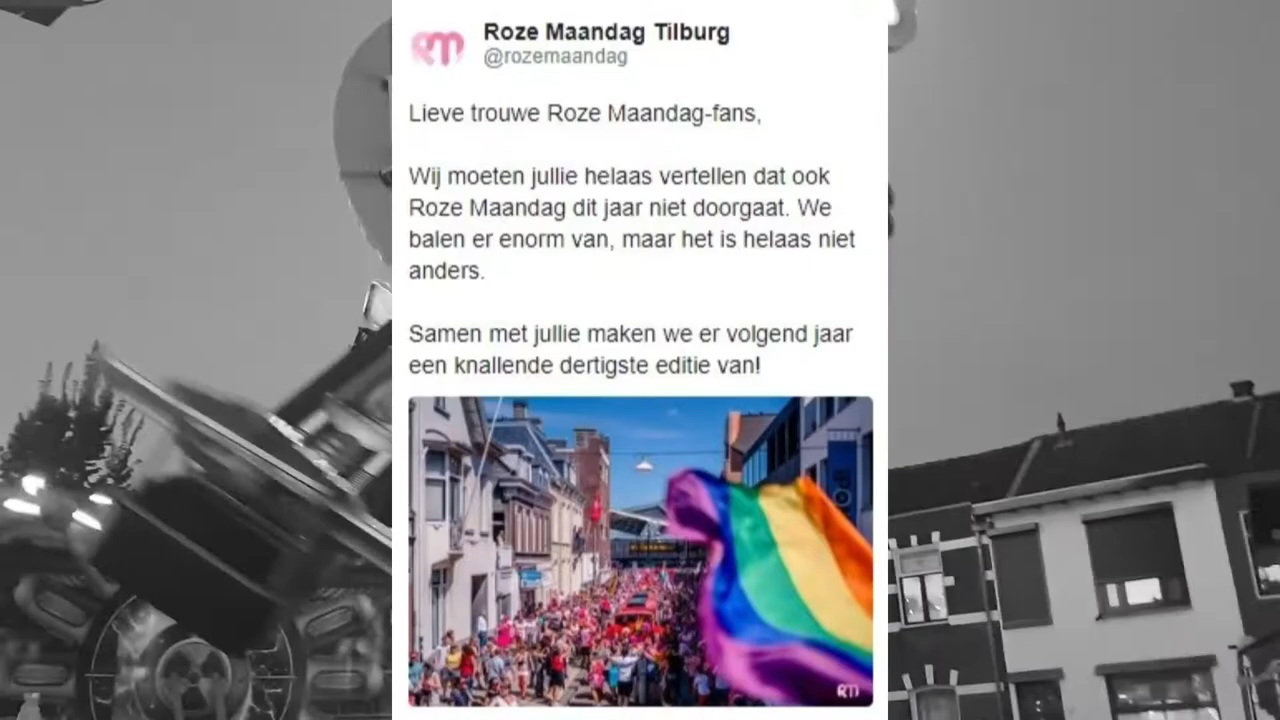 Roze Maandag Tilburg
@rozemaandag
Lieve trouwe Roze Maandag-fans,
Wij moeten jullie helaas vertellen dat ook
Roze Maandag dit jaar niet doorgaat. We
balen er enorm van, maar het is helaas niet
anders.
Samen met jullie maken we er volgend jaar
een knallende dertigste editie van!